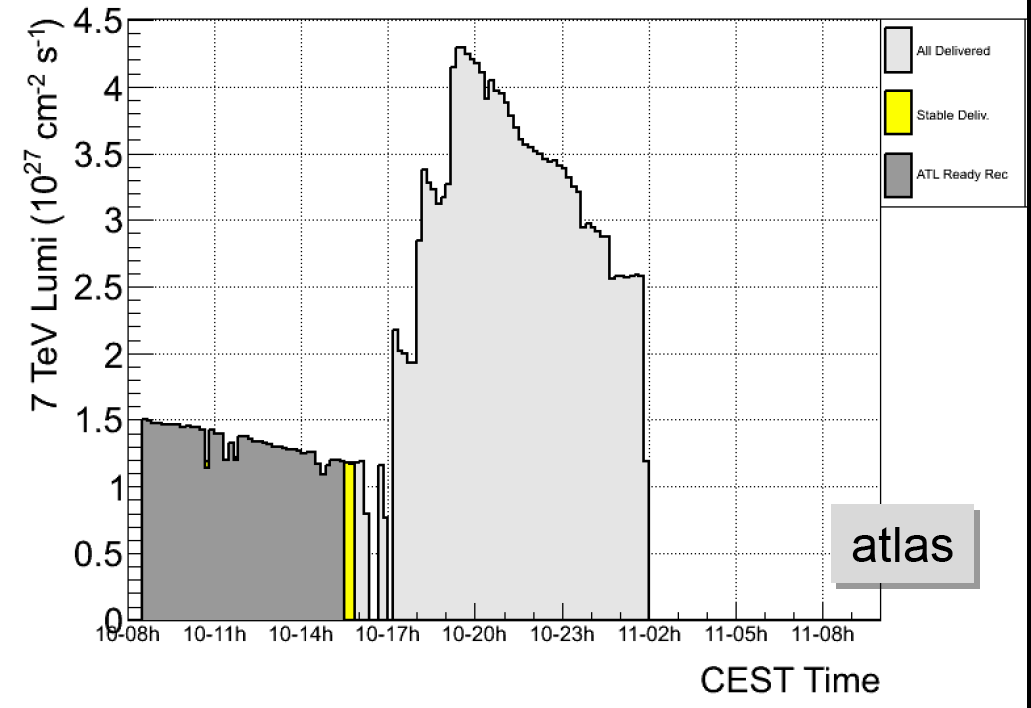 7 TeV Lumi (10^27 cm^-2 s^-1)
4.5
4
3.5
3
2.5
2
1.5
1
0.5
0
10-08h 10-11h 10-14h 10-17h 10-20h 10-23h 11-02h 11-05h 11-08h
CEST Time
All Delivered
Stable Deliv.
ATL Ready Rec
atlas